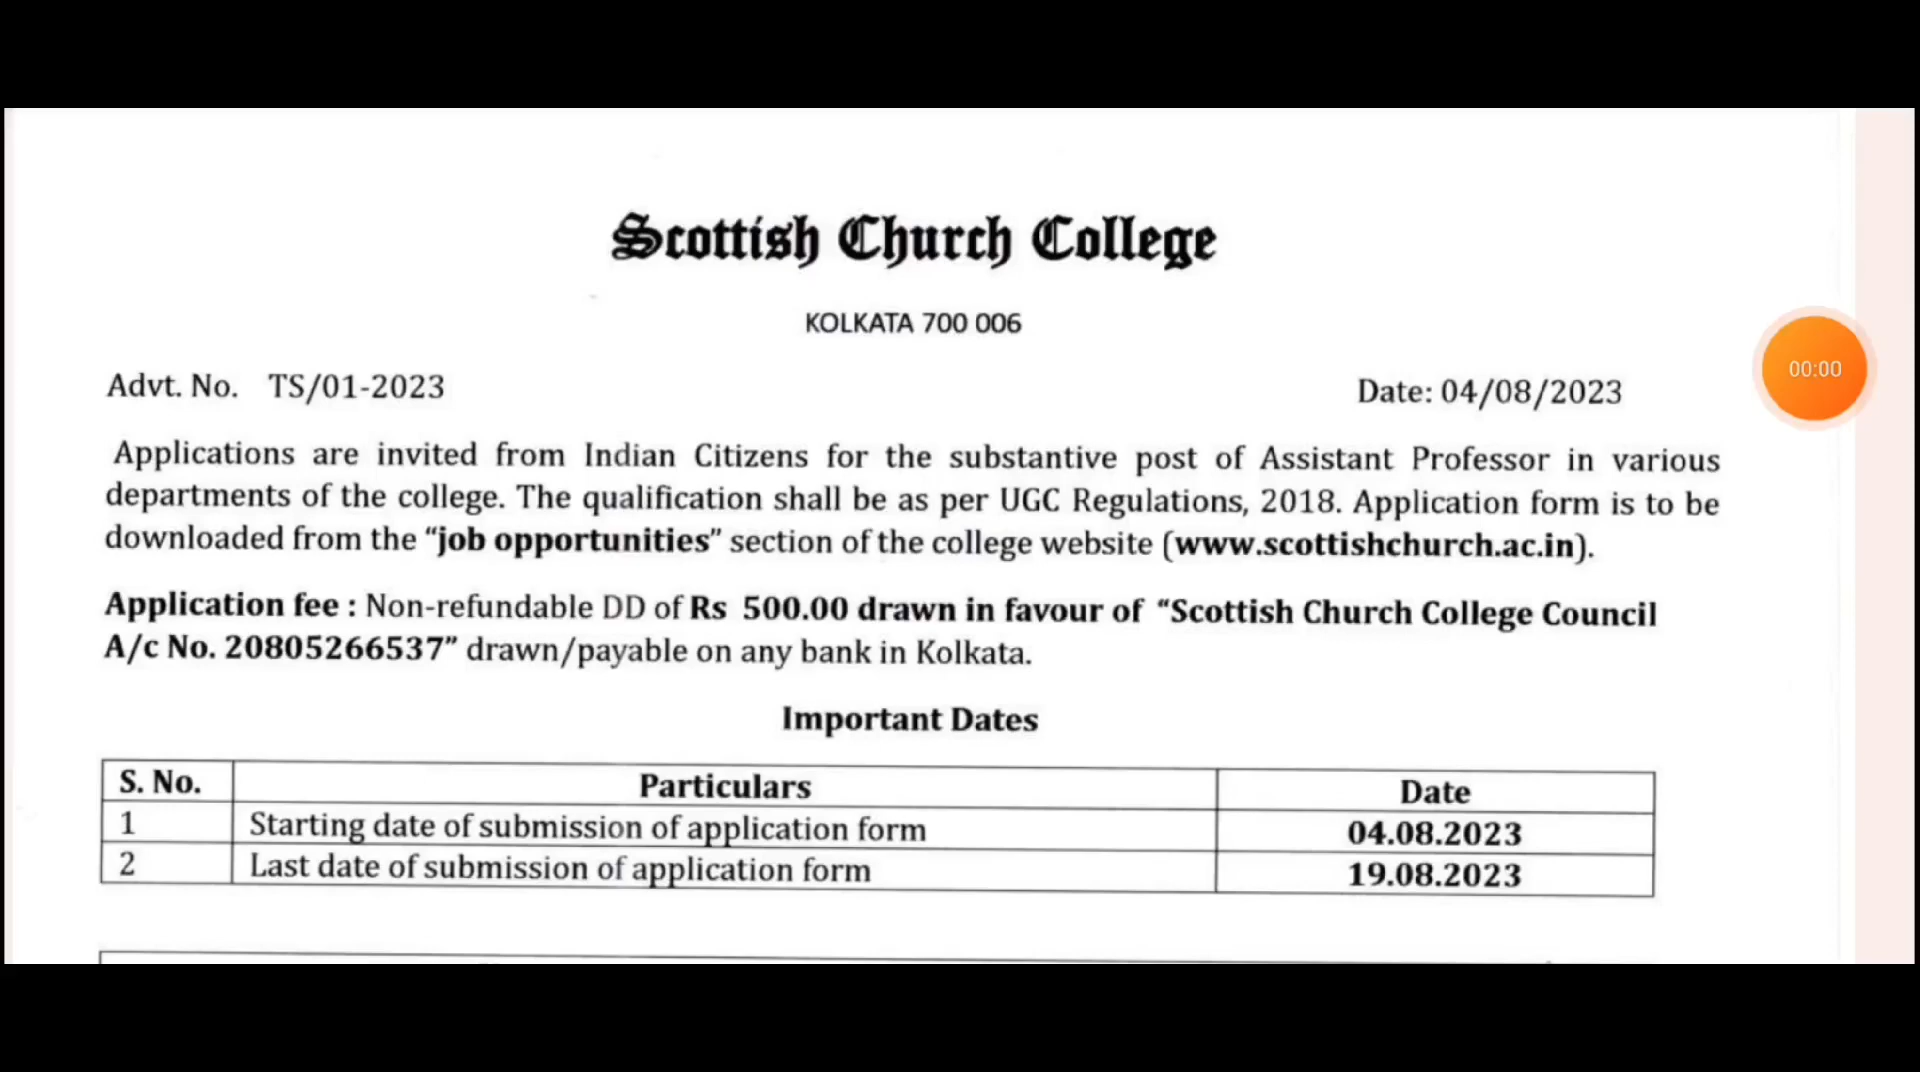 Scottish Church College
KOLKATA 700 006
Advt. No. TS/01-2023
Date: 04/08/2023
Applications are invited from Indian Citizens for the substantive post of Assistant Professor in various
departments of the college. The qualification shall be as per UGC Regulations, 2018. Application form is to be
downloaded from the “job opportunities” section of the college website (www.scottishchurch.ac.in).
Application fee : Non-refundable DD of Rs 500.00 drawn in favour of “Scottish Church College Council
A/c No. 20805266537” drawn/payable on any bank in Kolkata.
Important Dates
S. No. Particulars Date
1 Starting date of submission of application form 04.08.2023
2 Last date of submission of application form 19.08.2023
00:00